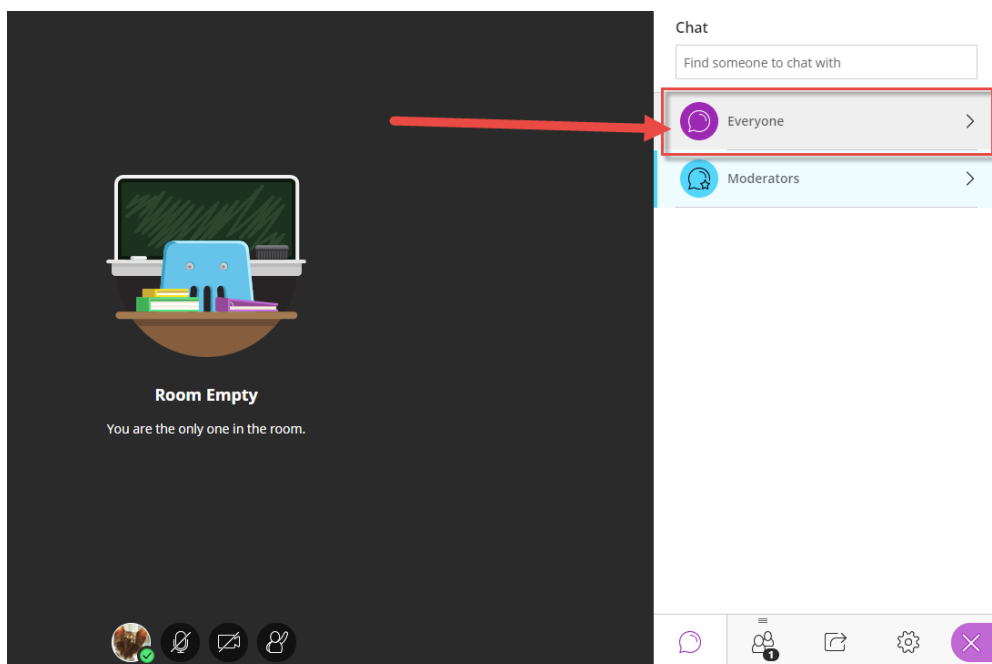 Chat
Find someone to chat with
Everyone
Moderators
Room Empty
You are the only one in the room.
1